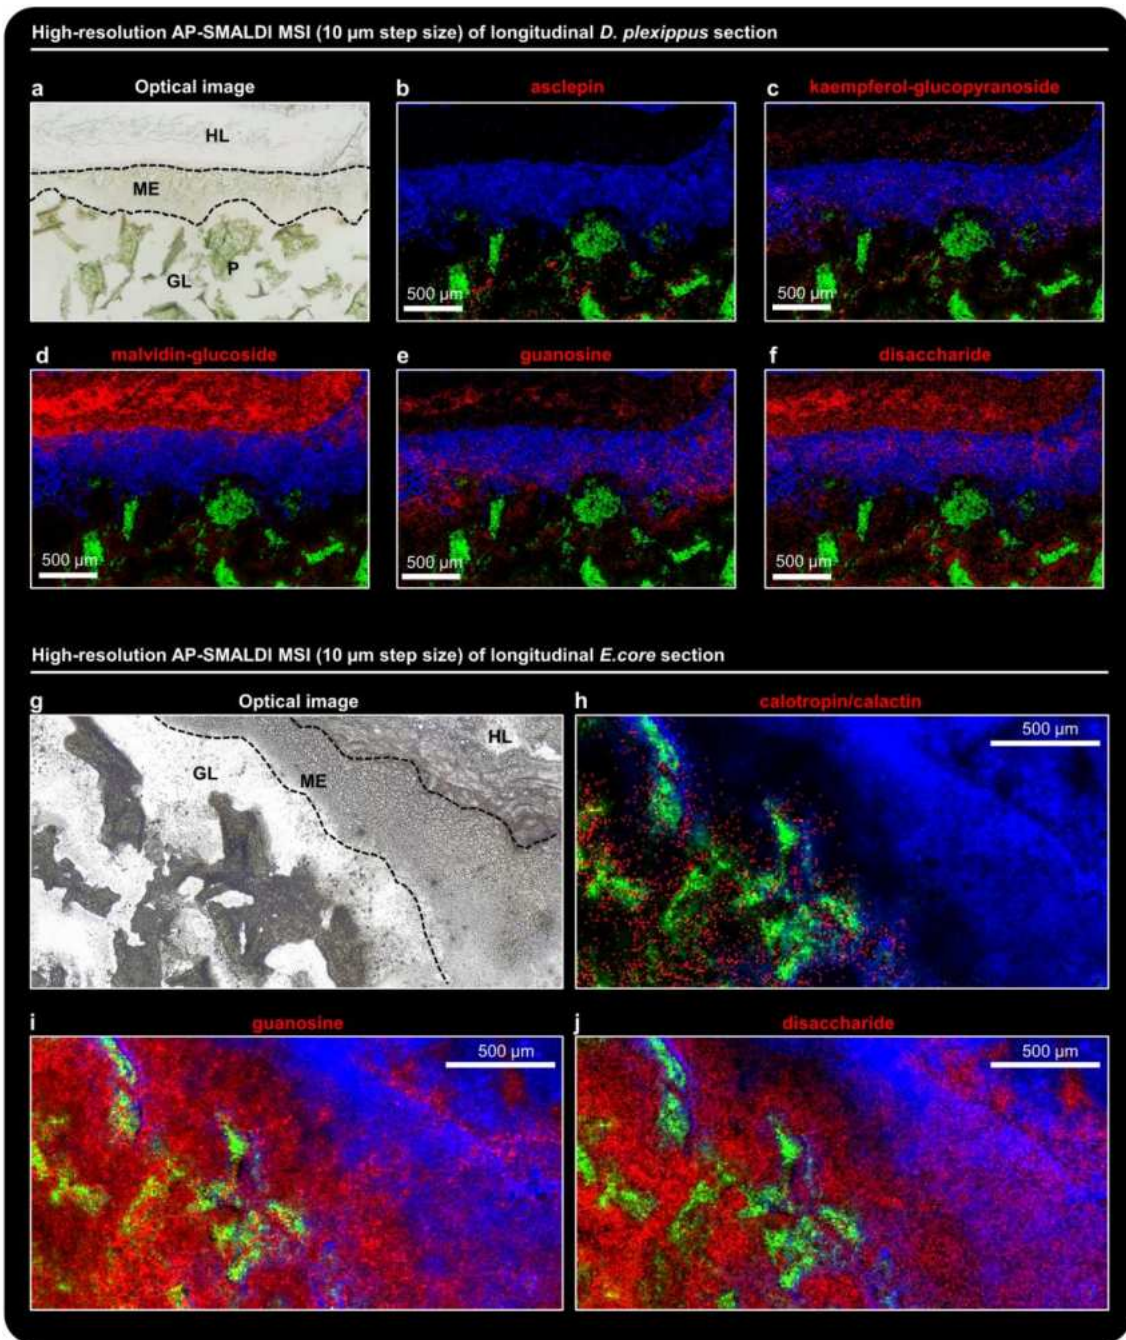 High-resolution AP-SMALDI MSI (10 µm step size) of longitudinal D. plexippus section
a Optical image
HL
ME
P
GL
500 µm
b asclepin
500 µm
c kaempferol-glucopyranoside
500 µm
d malvidin-glucoside
500 µm
e guanosine
500 µm
f disaccharide
500 µm
High-resolution AP-SMALDI MSI (10 µm step size) of longitudinal E.core section
g Optical image
HL
GL
ME
h calotropin/calactin
500 µm
i guanosine
500 µm
j disaccharide
500 µm